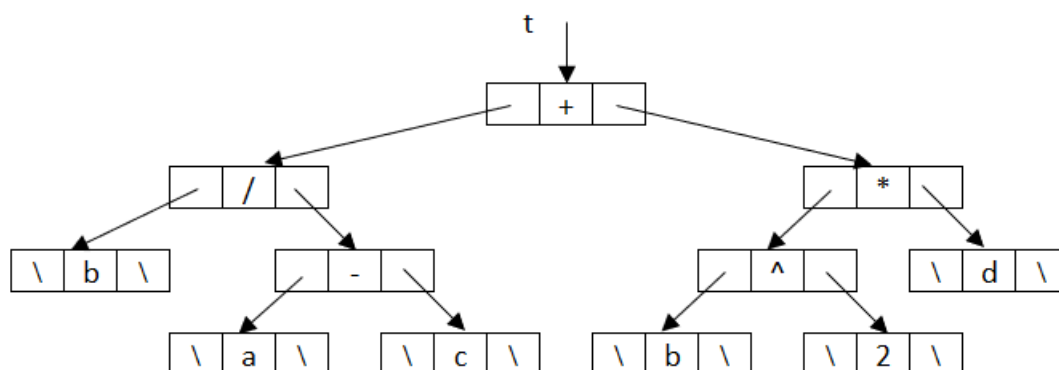 t
+
/ *
\ b \ - ^ \ d \
\ a \ \ c \ \ b \ \ 2 \